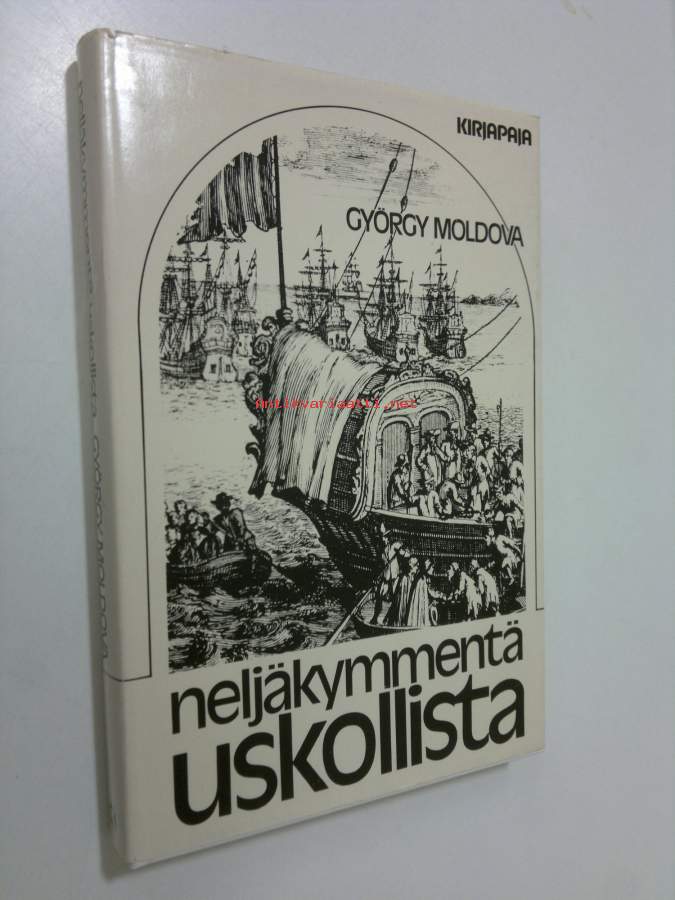 KIRJAPAJA
GYÖRGY MOLDOVA
Antikvariaatti.net
neljäkymmentä
uskollista
neljäkymmentä uskollista GYÖRGY MOLDOVA